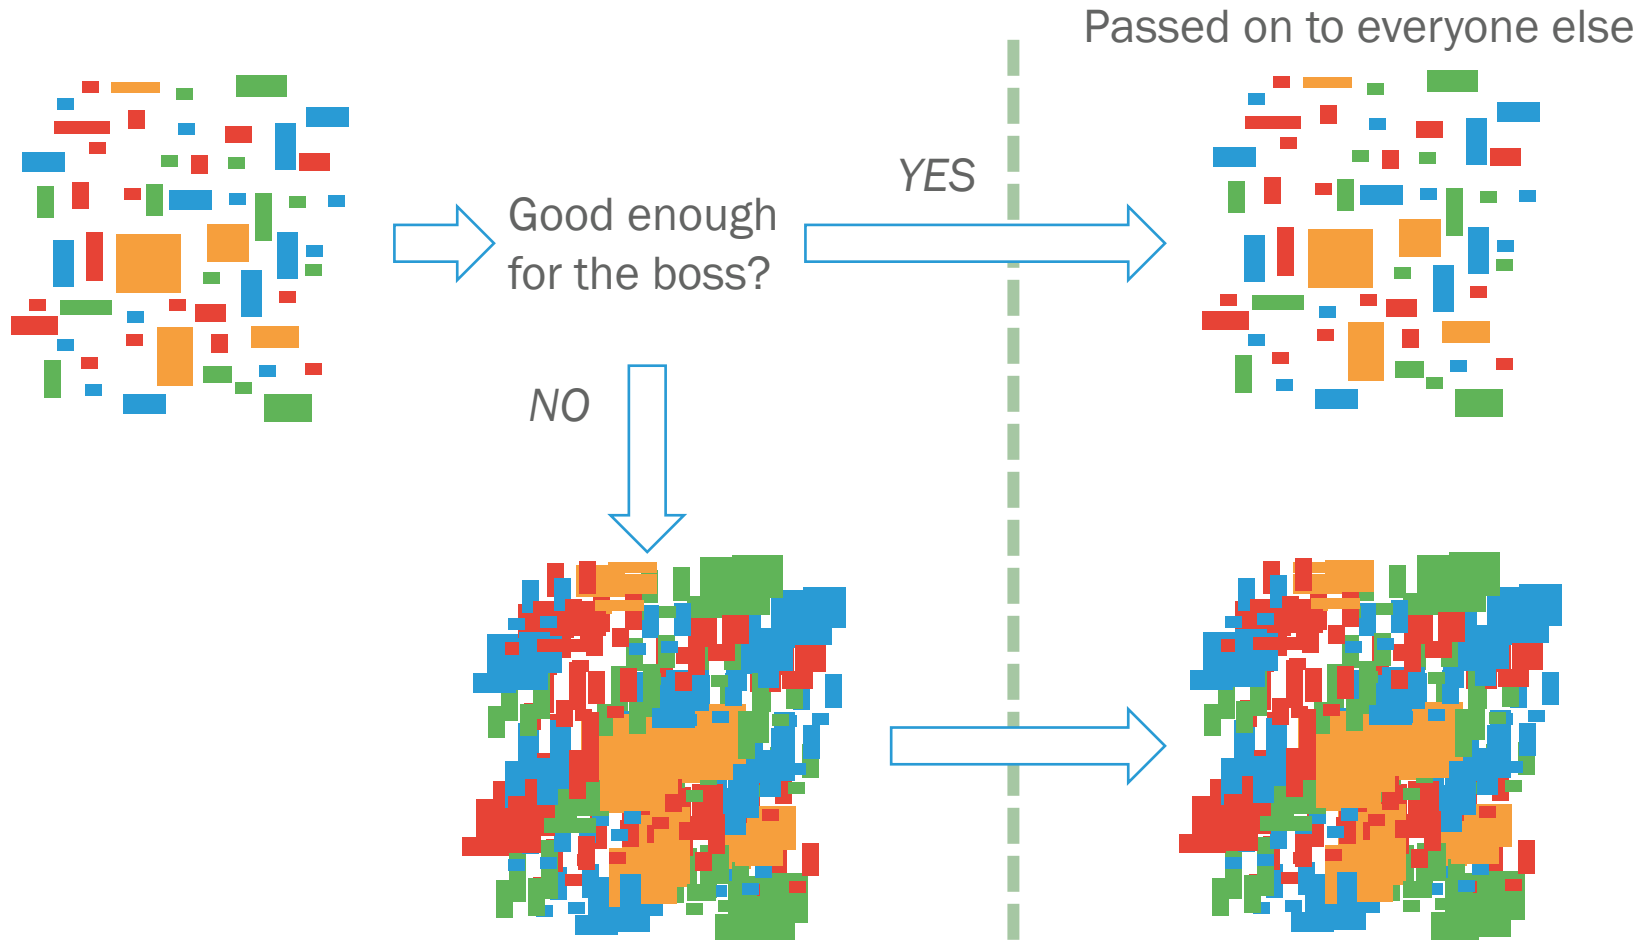 Passed on to everyone else
YES
Good enough
for the boss?
NO